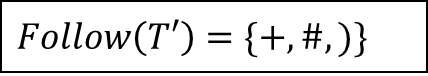 Follow(T′) = {+,#,)}